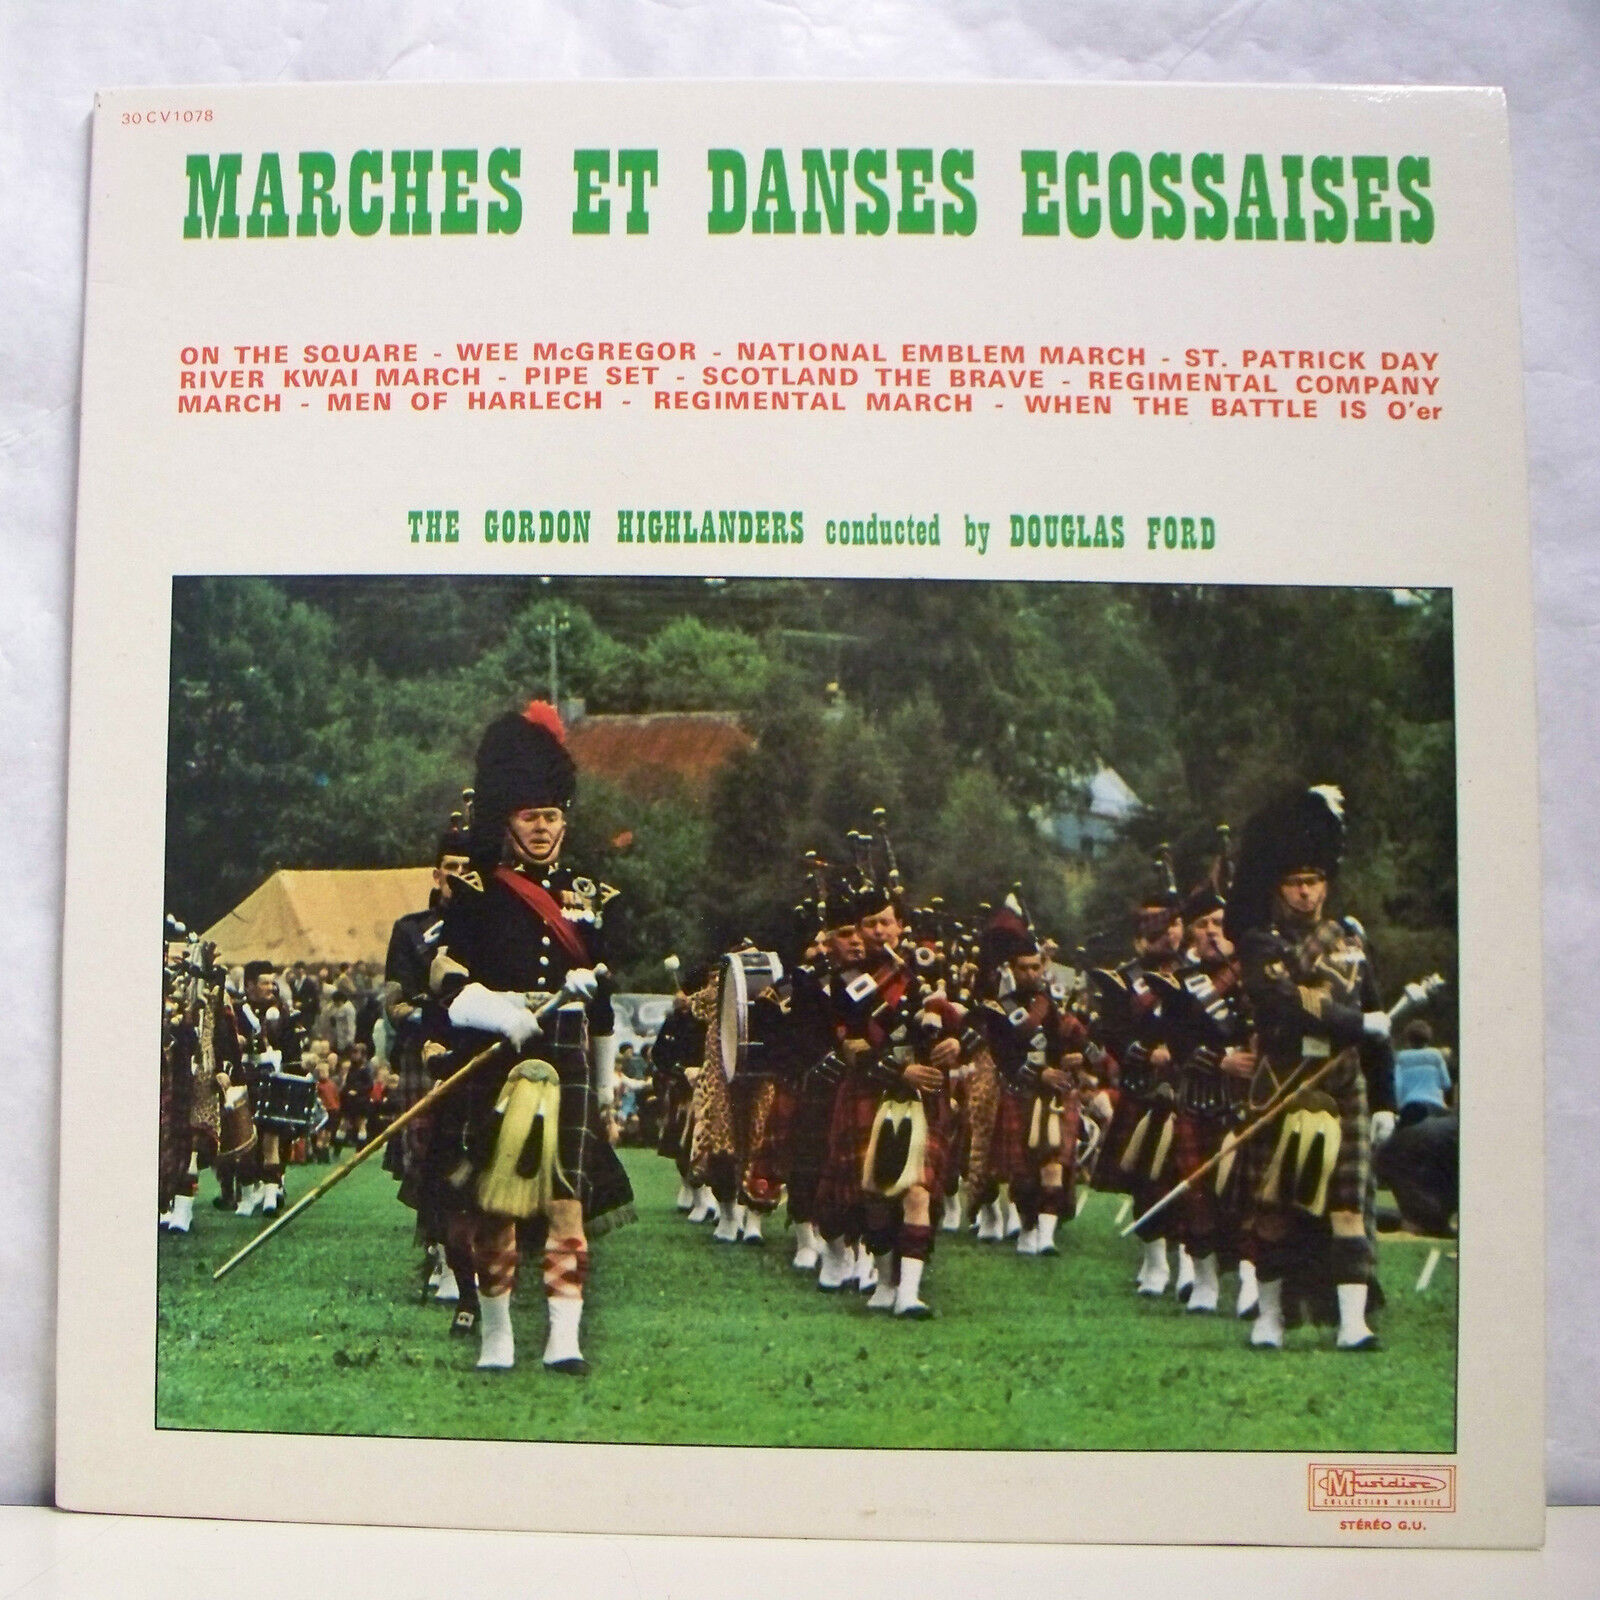 30 CV1078
MARCHES ET DANSES ECOSSAISES
ON THE SQUARE - WEE McGREGOR - NATIONAL EMBLEM MARCH - ST. PATRICK DAY
RIVER KWAI MARCH - PIPE SET - SCOTLAND THE BRAVE - REGIMENTAL COMPANY
MARCH - MEN OF HARLECH - REGIMENTAL MARCH - WHEN THE BATTLE IS O'er
THE GORDON HIGHLANDERS conducted by DOUGLAS FORD
Musidisc
COLLECTION VARIÉTÉ
STÉRÉO G.U.